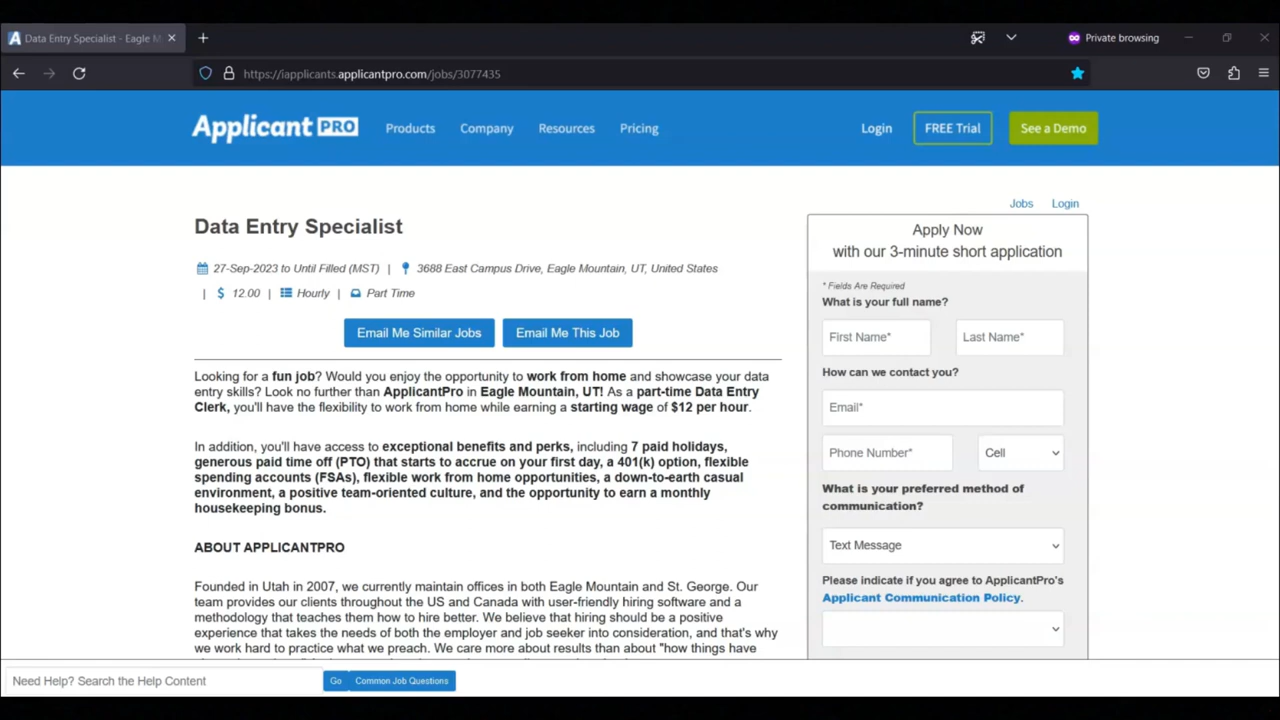 Data Entry Specialist - Eagle M
Private browsing
https://iapplicants.applicantpro.com/jobs/3077435
Applicant PRO
Products
Company
Resources
Pricing
Login
FREE Trial
See a Demo
Jobs
Login
Data Entry Specialist
27-Sep-2023 to Until Filled (MST) | 3688 East Campus Drive, Eagle Mountain, UT, United States
| $ 12.00 | Hourly | Part Time
Email Me Similar Jobs
Email Me This Job
Looking for a fun job? Would you enjoy the opportunity to work from home and showcase your data
entry skills? Look no further than ApplicantPro in Eagle Mountain, UT! As a part-time Data Entry
Clerk, you'll have the flexibility to work from home while earning a starting wage of $12 per hour.
In addition, you'll have access to exceptional benefits and perks, including 7 paid holidays,
generous paid time off (PTO) that starts to accrue on your first day, a 401(k) option, flexible
spending accounts (FSAs), flexible work from home opportunities, a down-to-earth casual
environment, a positive team-oriented culture, and the opportunity to earn a monthly
housekeeping bonus.
ABOUT APPLICANTPRO
Founded in Utah in 2007, we currently maintain offices in both Eagle Mountain and St. George. Our
team provides our clients throughout the US and Canada with user-friendly hiring software and a
methodology that teaches them how to hire better. We believe that hiring should be a positive
experience that takes the needs of both the employer and job seeker into consideration, and that's why
we work hard to practice what we preach. We care more about results than about "how things have
Apply Now
with our 3-minute short application
* Fields Are Required
What is your full name?
First Name*
Last Name*
How can we contact you?
Email*
Phone Number*
Cell
What is your preferred method of
communication?
Text Message
Please indicate if you agree to ApplicantPro's
Applicant Communication Policy.
Need Help? Search the Help Content
Go
Common Job Questions